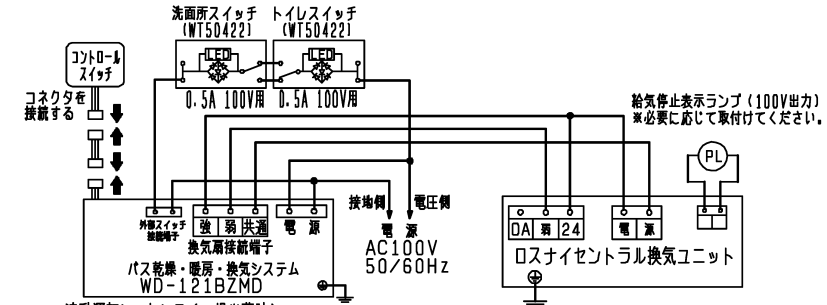 洗面所スイッチ
(WT50422)
トイレスイッチ
(WT50422)
LED
LED
0.5A 100V用
0.5A 100V用
コントロール
スイッチ
コネクタを
接続する
給気停止表示ランプ(100V出力)
※必要に応じて取付けてください。
PL
接地側
電圧側
電 源
AC100V
50/60Hz
外部スイッチ
接続端子
強 弱 共通
換気扇接続端子
電 源
バス乾燥・暖房・換気システム
WD-121BZMD
OA 弱 24
電 源
ロスナイセントラル換気ユニット